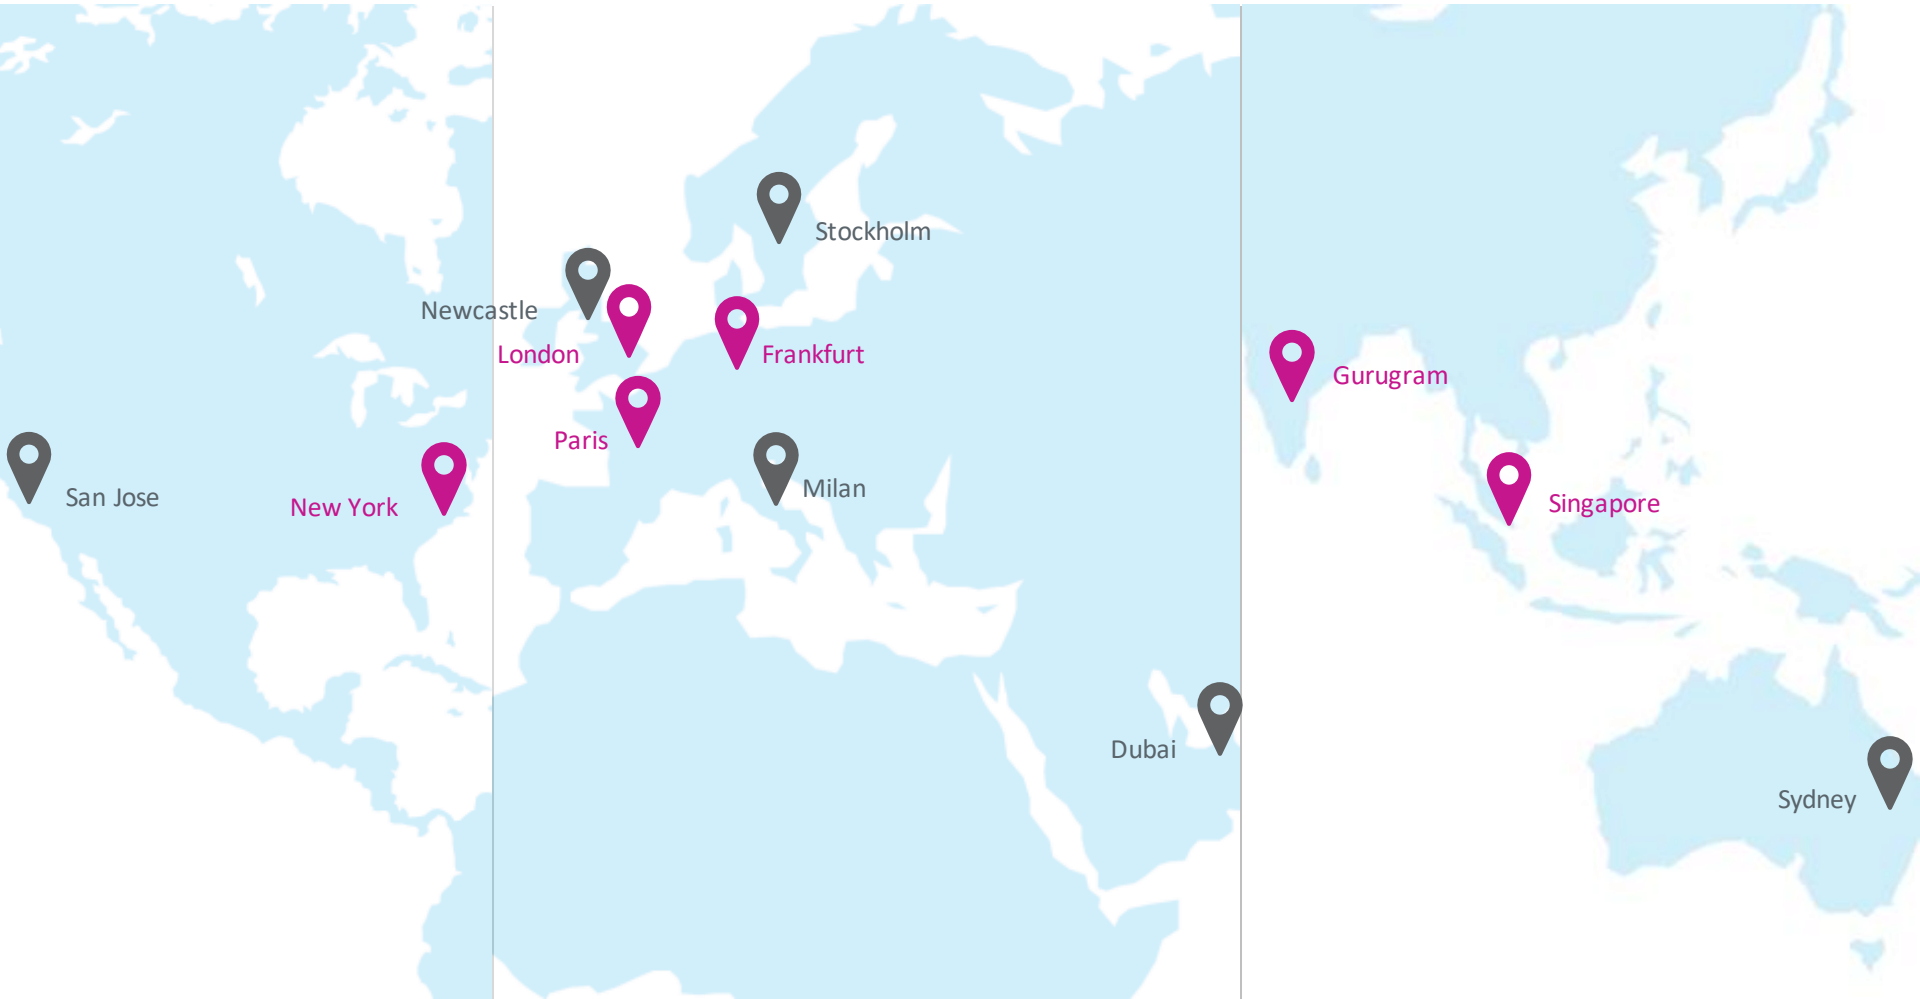 Stockholm
Newcastle
London
Frankfurt
Gurugram
Paris
Milan
San Jose
New York
Singapore
Dubai
Sydney